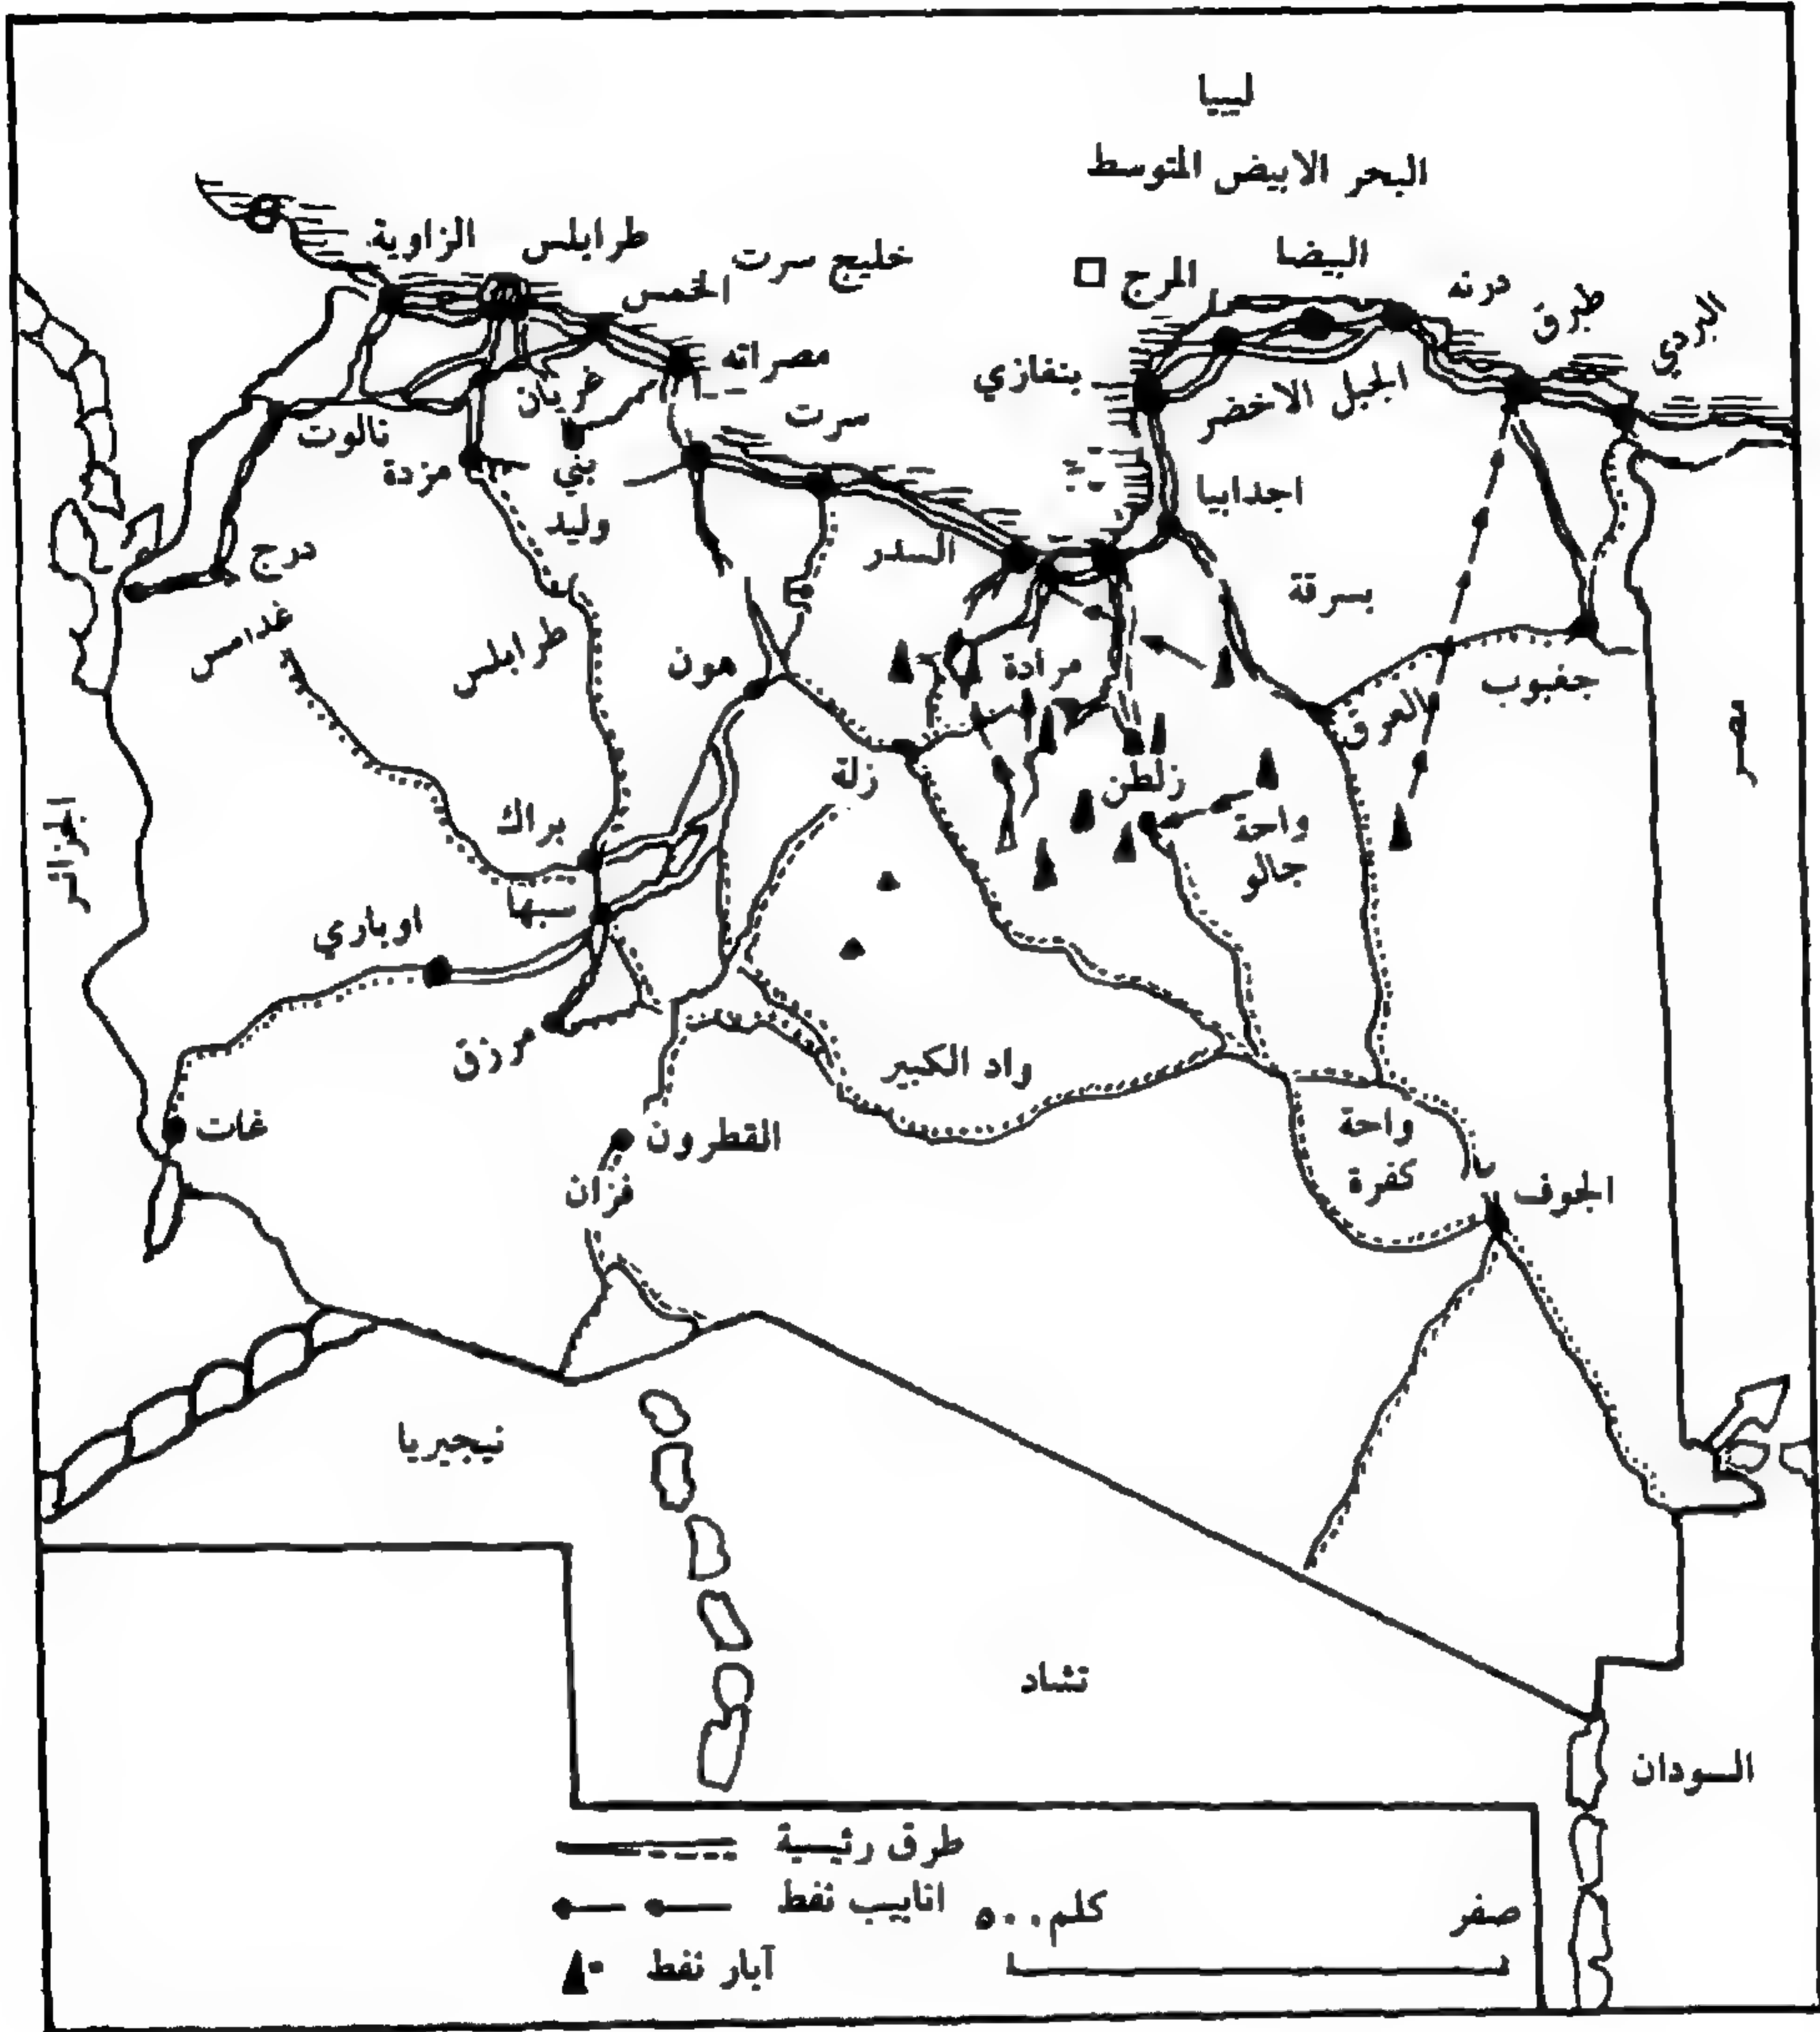 ليبيا
البحر الابيض المتوسط
الزاوية
طرابلس
خليج سرت
الخمس
المرج
البيضا
درنه
طبرق
البردي
مصراته
غريان
نالوت
مزدة
بني
وليد
سرت
بنغازي
الجبل الاخضر
اجدابيا
السدر
درج
غدامس
طرابلس
هون
مرادة
بسرقة
جغبوب
العرق
زلة
زلطن
واحة
جالو
براك
سبها
اوباري
مرزق
واد الكبير
غات
القطرون
فزان
واحة
كفرة
الجوف
نيجيريا
تشاد
السودان
طرق رئسية
انابيب نفط
آبار نفط
صفر
كلم ٥٠٠